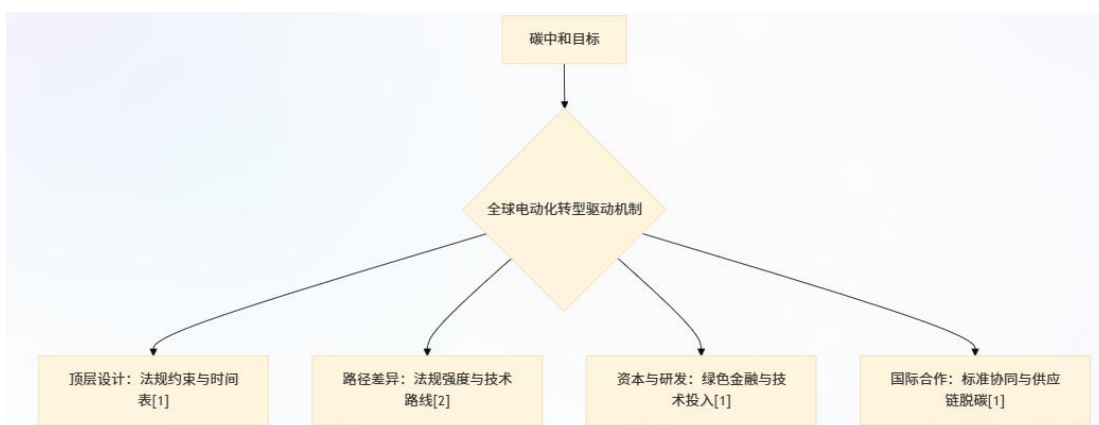 碳中和目标
全球电动化转型驱动机制
顶层设计：法规约束与时间
表[1]
路径差异：法规强度与技术
路线[2]
资本与研发：绿色金融与技
术投入[1]
国际合作：标准协同与供应
链脱碳[1]